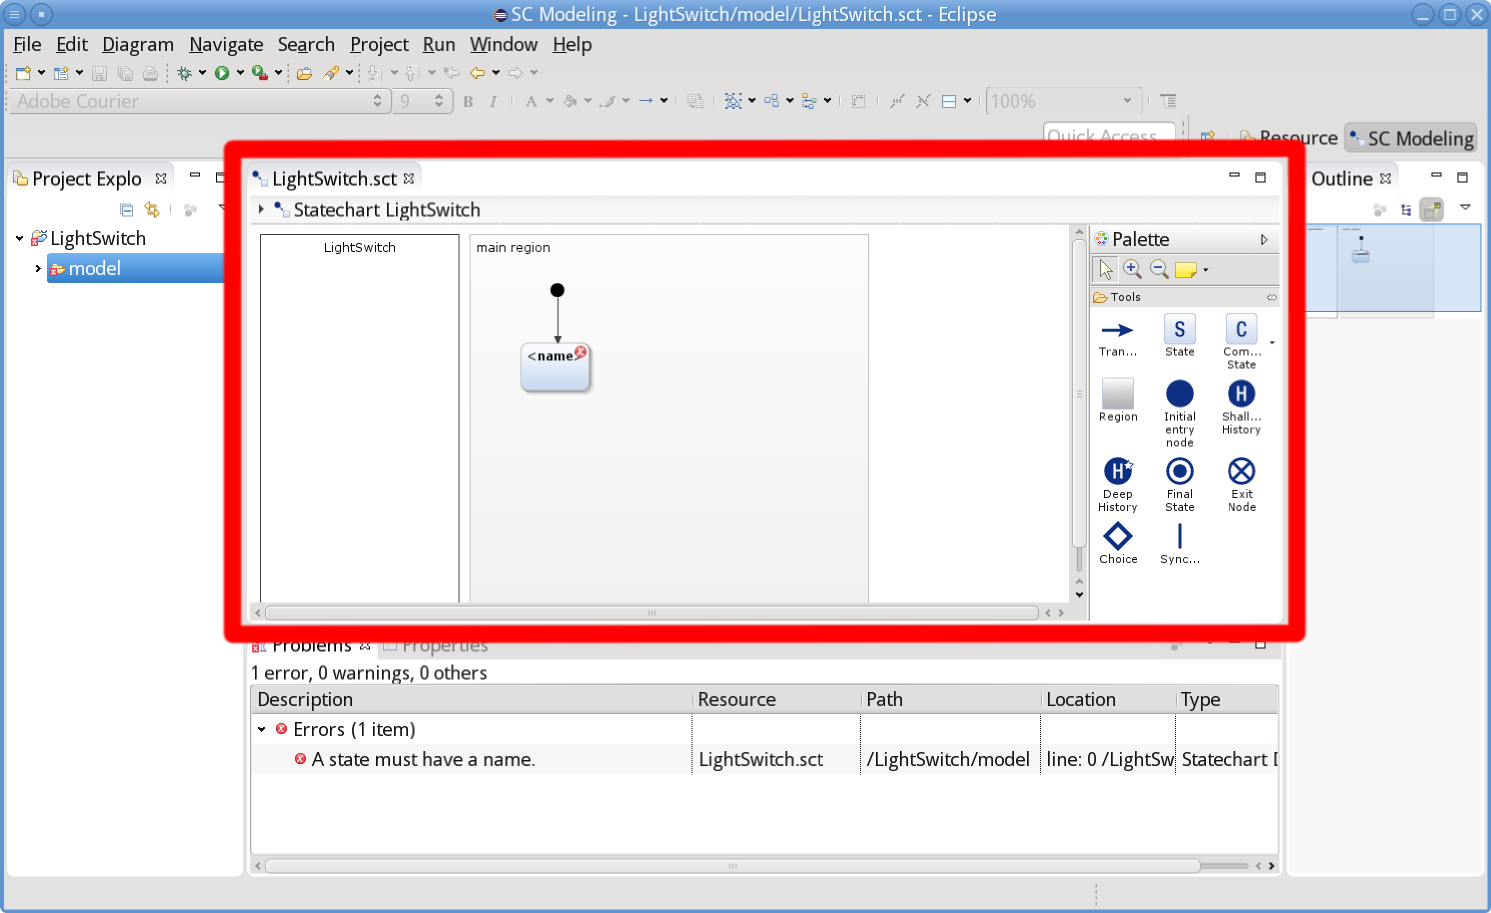 SC Modeling - LightSwitch/model/LightSwitch.sct - Eclipse
File Edit Diagram Navigate Search Project Run Window Help
Adobe Courier 9 B I A 100%
Quick Access Resource SC Modeling
Project Explo
LightSwitch
model
LightSwitch.sct
Statechart LightSwitch
LightSwitch
main region
<name>
Palette
Tools
Tran... S State C Com... State
Region Initial entry node H Shall... History
H Deep History Final State Exit Node
Choice Sync...
Outline
Problems Properties
1 error, 0 warnings, 0 others
Description Resource Path Location Type
Errors (1 item)
A state must have a name. LightSwitch.sct /LightSwitch/model line: 0 /LightSw Statechart D